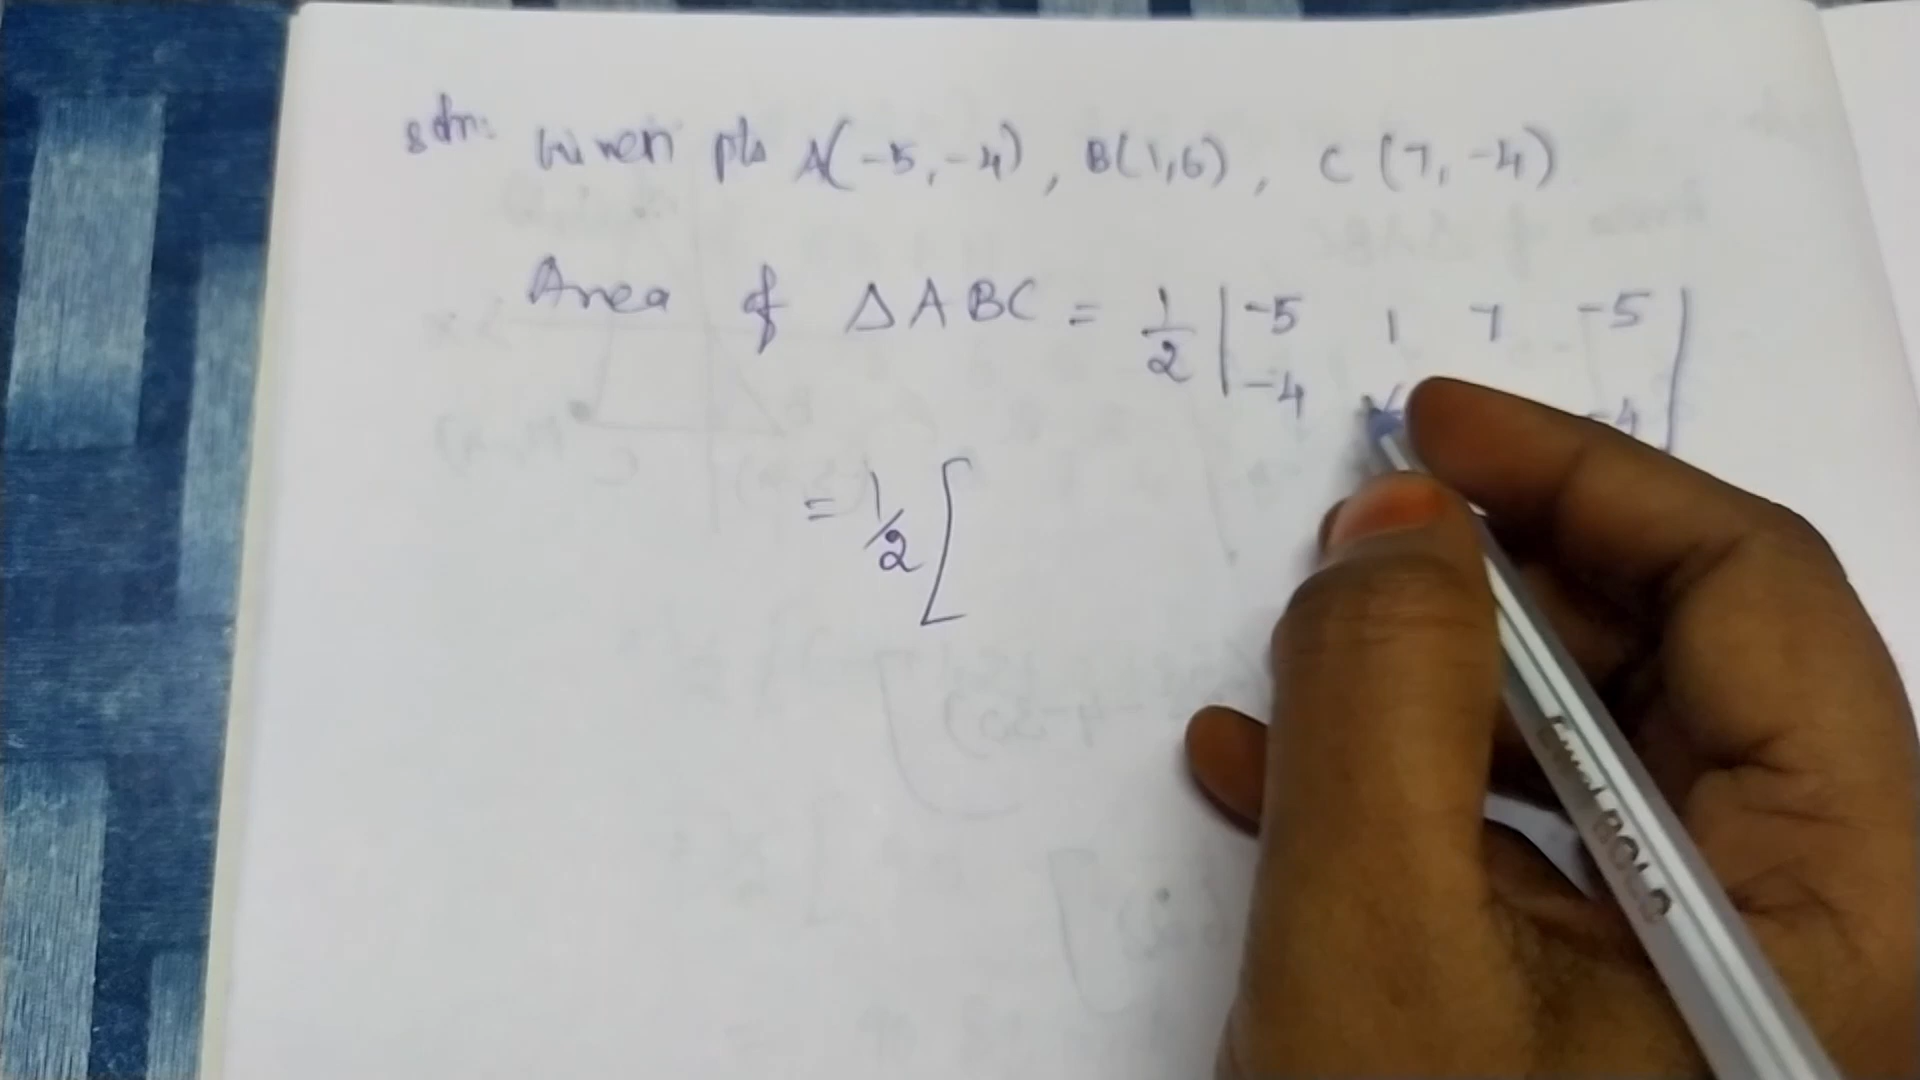 soln: Given pts A(-5,-4), B(1,6), C(7,-4)
Area of ΔABC = 1/2 | -5 1 7 -5 |
-4 -4
= 1/2 [